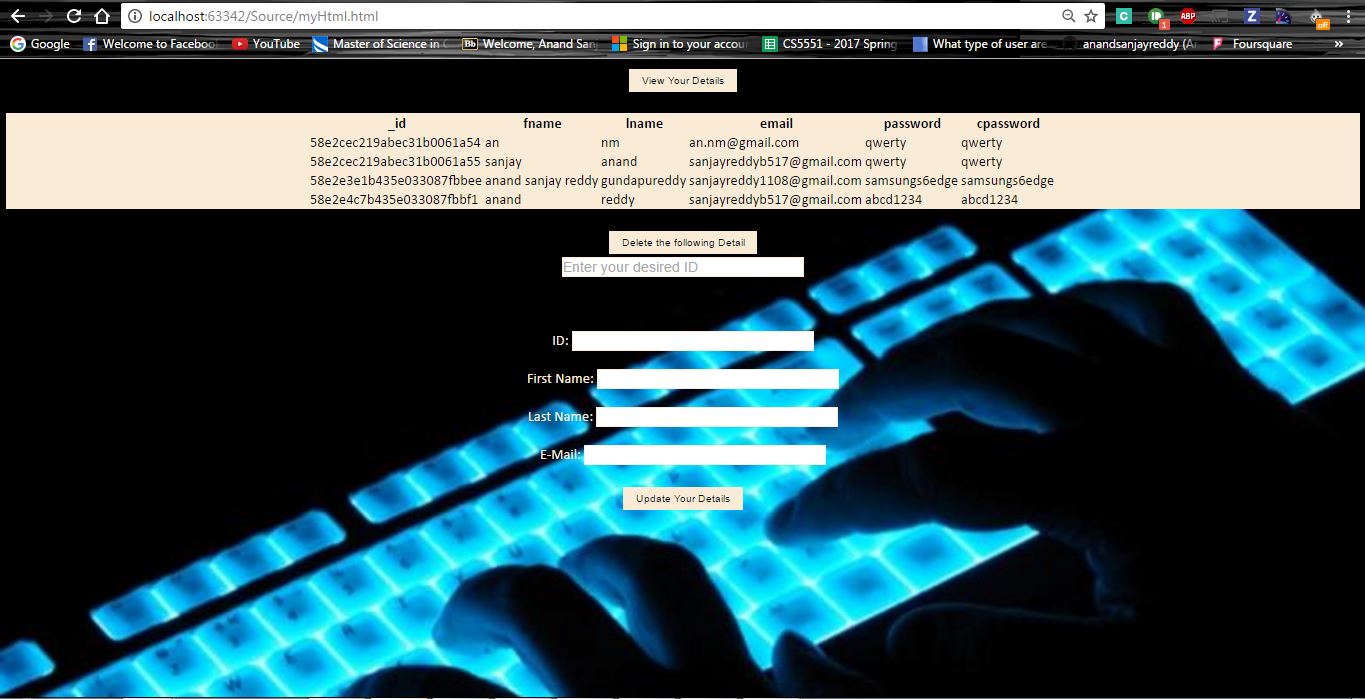 localhost:63342/Source/myHtml.html
C 1 ABP Z off
Google Welcome to Faceboo YouTube Master of Science in Bb Welcome, Anand San Sign in to your accou CS5551 - 2017 Spring What type of user are anandsanjayreddy (A Foursquare »
View Your Details
_id fname lname email password cpassword
58e2cec219abec31b0061a54 an nm an.nm@gmail.com qwerty qwerty
58e2cec219abec31b0061a55 sanjay anand sanjayreddyb517@gmail.com qwerty qwerty
58e2e3e1b435e033087fbbee anand sanjay reddy gundapureddy sanjayreddy1108@gmail.com samsungs6edge samsungs6edge
58e2e4c7b435e033087fbbf1 anand reddy sanjayreddyb517@gmail.com abcd1234 abcd1234
Delete the following Detail
Enter your desired ID
ID:
First Name:
Last Name:
E-Mail:
Update Your Details